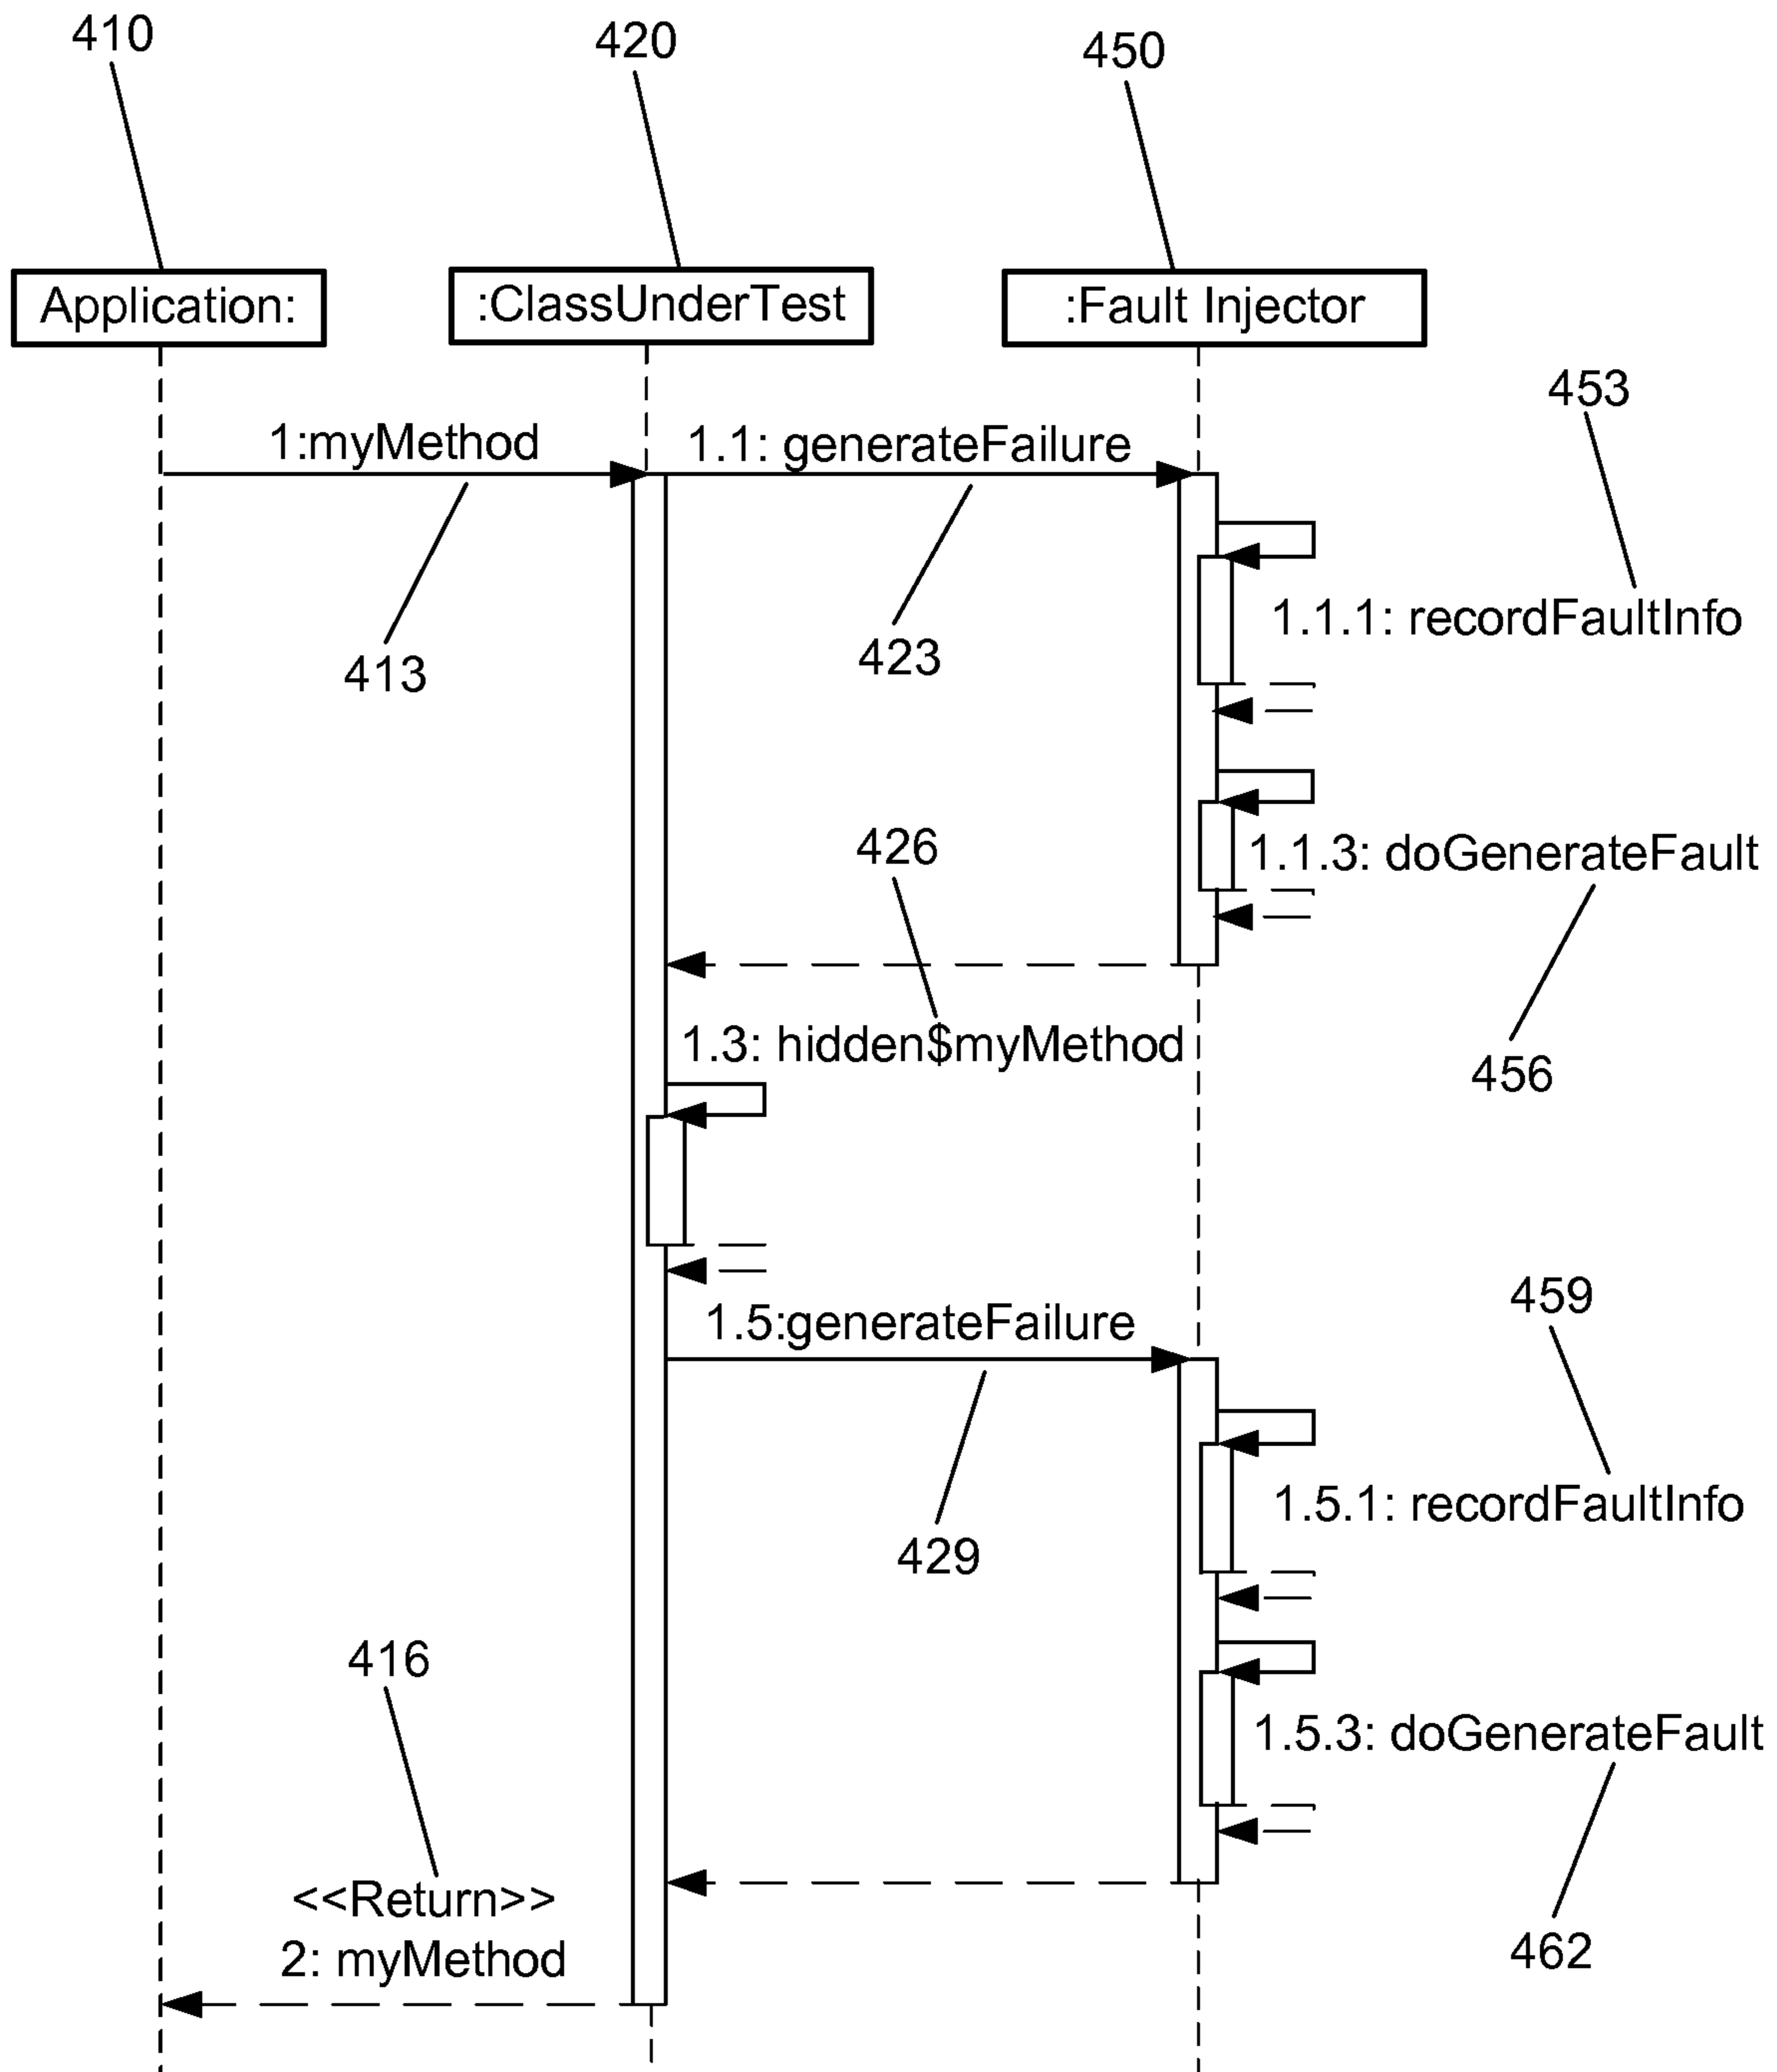 410
420
450
Application:
:ClassUnderTest
:Fault Injector
453
1:myMethod
1.1: generateFailure
1.1.1: recordFaultInfo
413
423
426
1.1.3: doGenerateFault
1.3: hidden$myMethod
456
459
1.5:generateFailure
1.5.1: recordFaultInfo
429
416
1.5.3: doGenerateFault
<<Return>>
2: myMethod
462